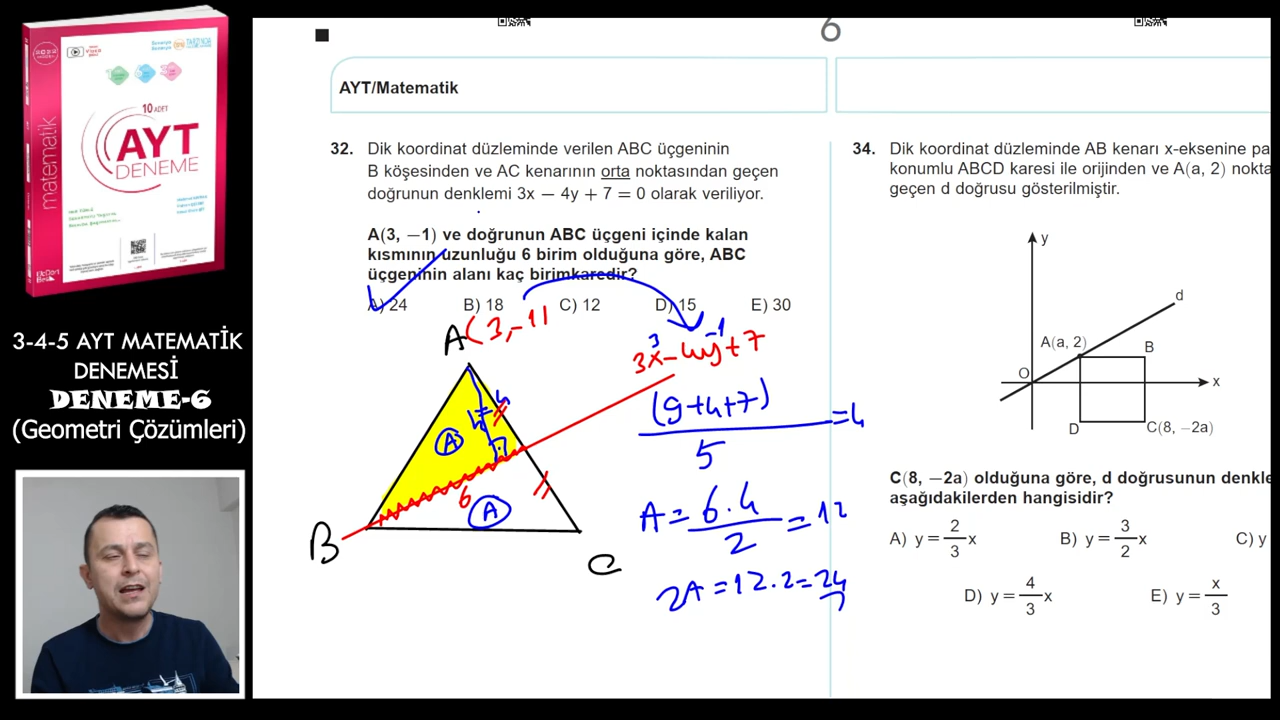 6
AYT/Matematik
32. Dik koordinat düzleminde verilen ABC üçgeninin
B köşesinden ve AC kenarının orta noktasından geçen
doğrunun denklemi 3x − 4y + 7 = 0 olarak veriliyor.
A(3, −1) ve doğrunun ABC üçgeni içinde kalan
kısmının uzunluğu 6 birim olduğuna göre, ABC
üçgeninin alanı kaç birimkaredir?
A) 24 B) 18 C) 12 D) 15 E) 30
A(3,-1)
3 -1
3x-4y+7
(9+4+7)
5
=4
h=4
A
6
A
B
C
A = 6.4
2
= 12
2A = 12.2 = 24
34. Dik koordinat düzleminde AB kenarı x-eksenine pa
konumlu ABCD karesi ile orijinden ve A(a, 2) nokta
geçen d doğrusu gösterilmiştir.
y
d
A(a, 2)
B
O
x
D
C(8, −2a)
C(8, −2a) olduğuna göre, d doğrusunun denkle
aşağıdakilerden hangisidir?
A) y = 2/3 x B) y = 3/2 x C) y
D) y = 4/3 x E) y = x/3
matematik
10 ADET
AYT
DENEME
3-4-5 AYT MATEMATİK
DENEMESİ
DENEME-6
(Geometri Çözümleri)